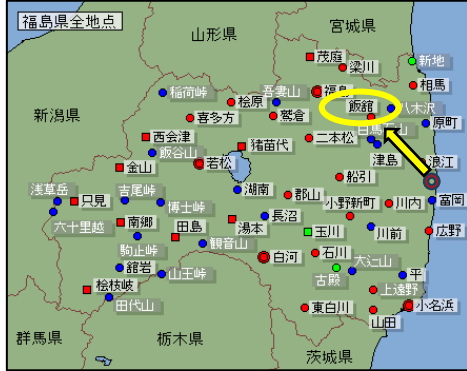 福島県全地点
山形県
宮城県
新潟県
群馬県
栃木県
茨城県
茂庭
梁川
新地
相馬
稲荷峠
桧原
吾妻山
福島
飯舘
八木沢
喜多方
鷲倉
原町
西会津
猪苗代
二本松
飯谷山
若松
津島
浪江
金山
船引
浅草岳
只見
吉尾峠
博士峠
湖南
郡山
小野新町
川内
富岡
六十里越
南郷
田島
湯本
長沼
玉川
川前
広野
駒止峠
観音山
白河
石川
舘岩
山王峠
古殿
大辷山
平
桧枝岐
田代山
東白川
上遠野
山田
小名浜